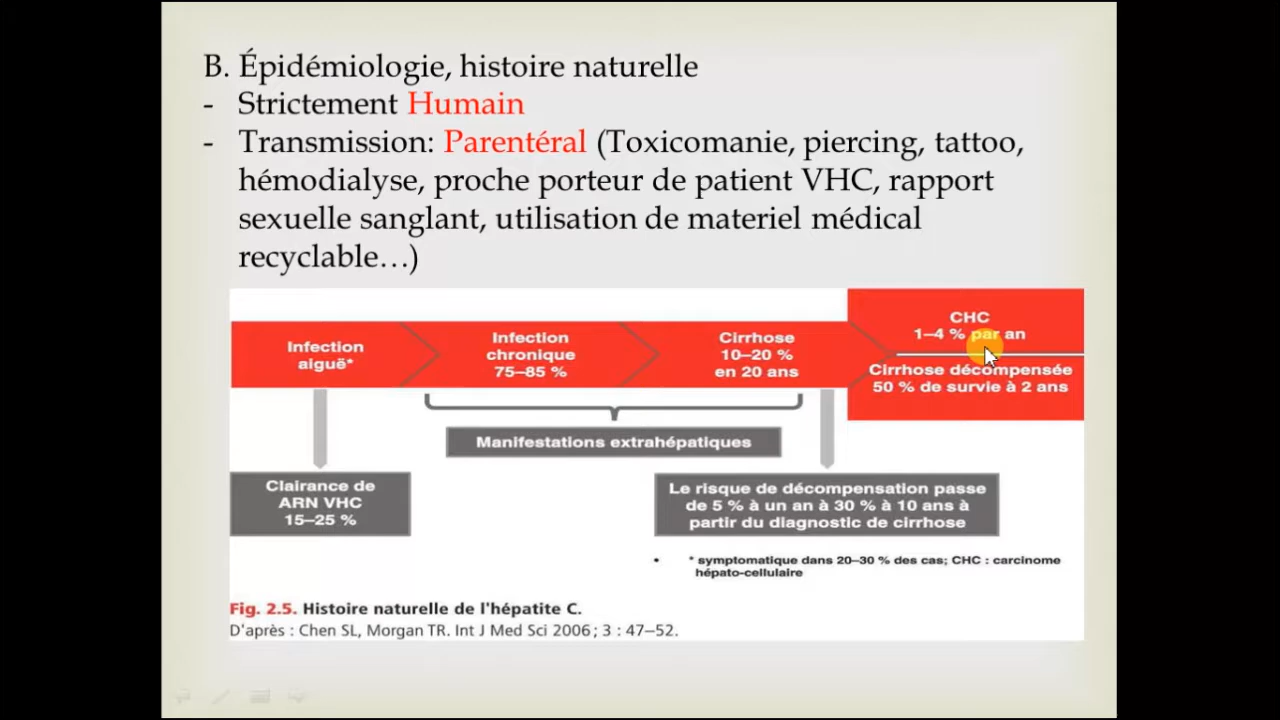 B. Épidémiologie, histoire naturelle
- Strictement Humain
- Transmission: Parentéral (Toxicomanie, piercing, tattoo,
hémodialyse, proche porteur de patient VHC, rapport
sexuelle sanglant, utilisation de materiel médical
recyclable…)
Infection
aiguë*
Infection
chronique
75–85 %
Cirrhose
10–20 %
en 20 ans
CHC
1–4 % par an
Cirrhose décompensée
50 % de survie à 2 ans
Manifestations extrahépatiques
Clairance de
ARN VHC
15–25 %
Le risque de décompensation passe
de 5 % à un an à 30 % à 10 ans à
partir du diagnostic de cirrhose
• * symptomatique dans 20–30 % des cas; CHC : carcinome
hépato-cellulaire
Fig. 2.5. Histoire naturelle de l'hépatite C.
D'après : Chen SL, Morgan TR. Int J Med Sci 2006 ; 3 : 47–52.